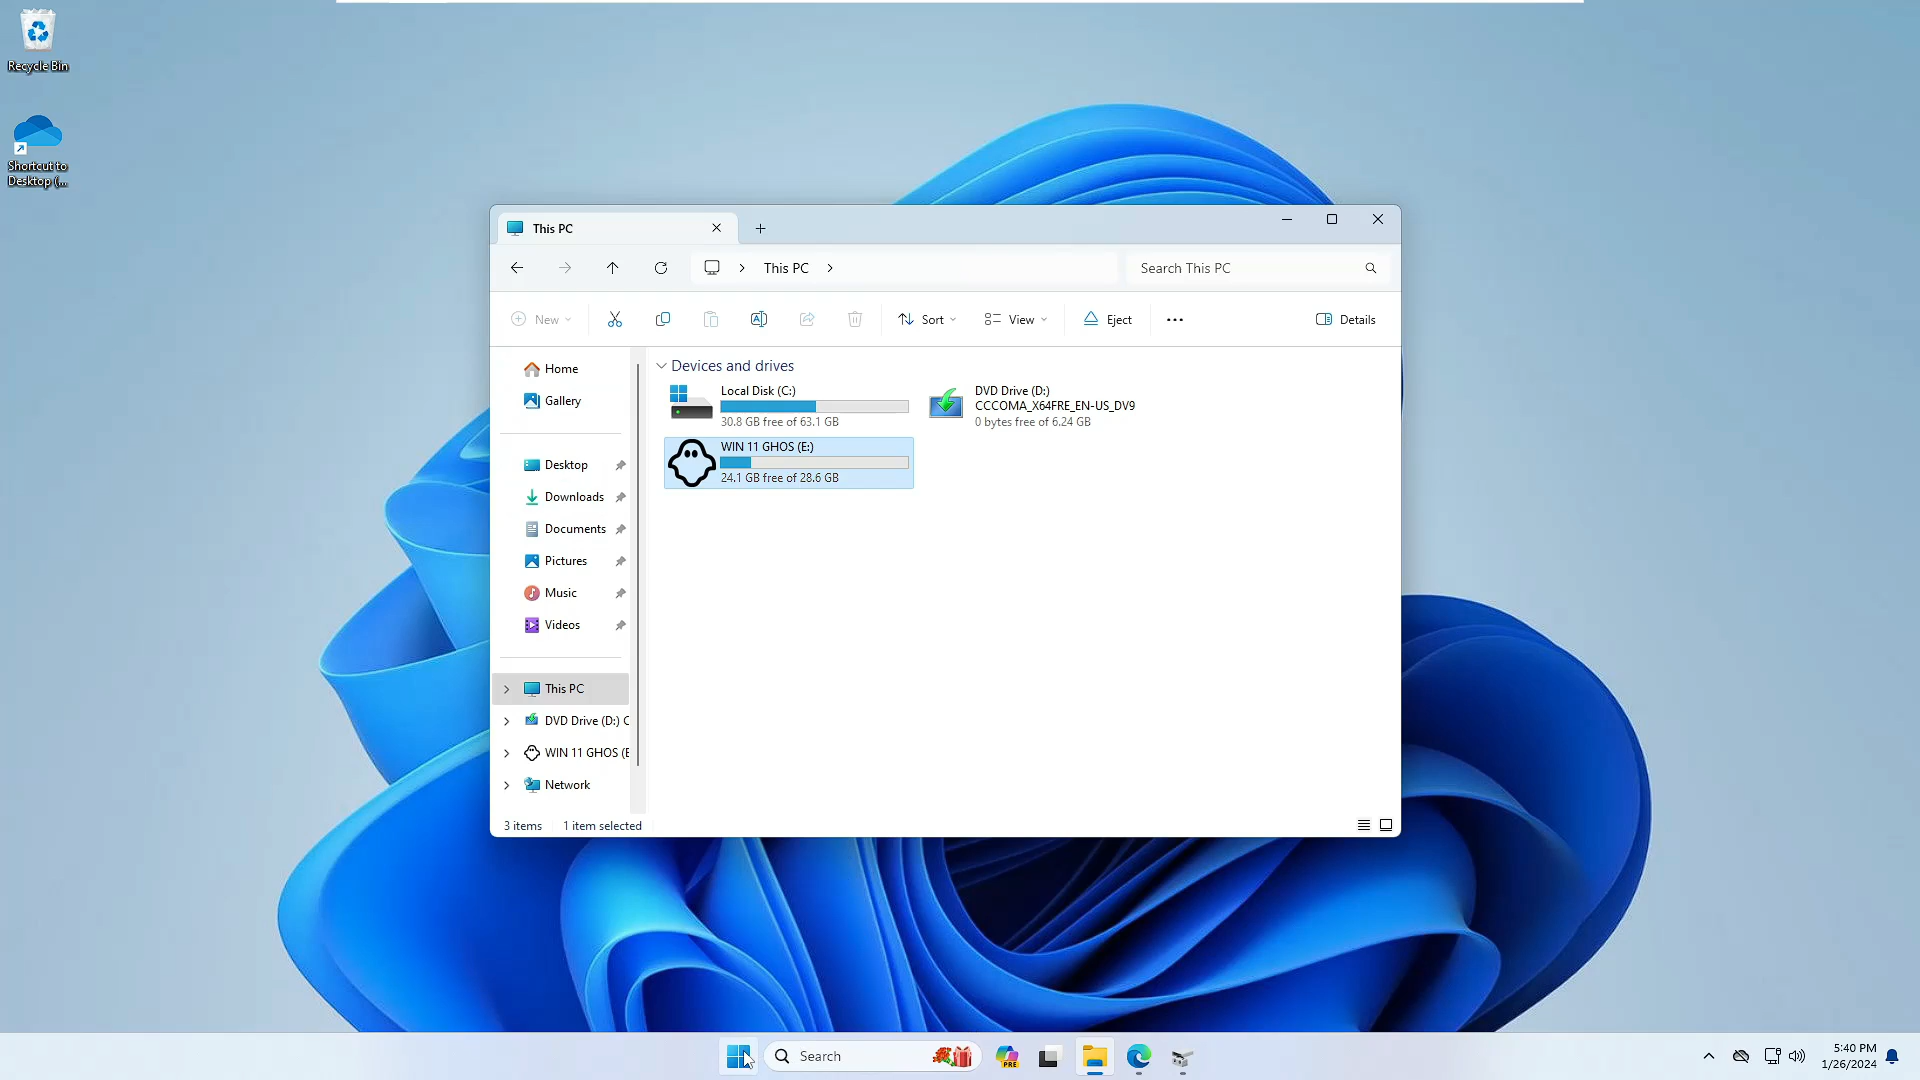 Recycle Bin
Shortcut to
Desktop (...
This PC
This PC
Search This PC
New
Sort
View
Eject
Details
Home
Gallery
Desktop
Downloads
Documents
Pictures
Music
Videos
This PC
DVD Drive (D:) C
WIN 11 GHOS (E
Network
Devices and drives
Local Disk (C:)
30.8 GB free of 63.1 GB
DVD Drive (D:)
CCCOMA_X64FRE_EN-US_DV9
0 bytes free of 6.24 GB
WIN 11 GHOS (E:)
24.1 GB free of 28.6 GB
3 items
1 item selected
Search
PRE
5:40 PM
1/26/2024